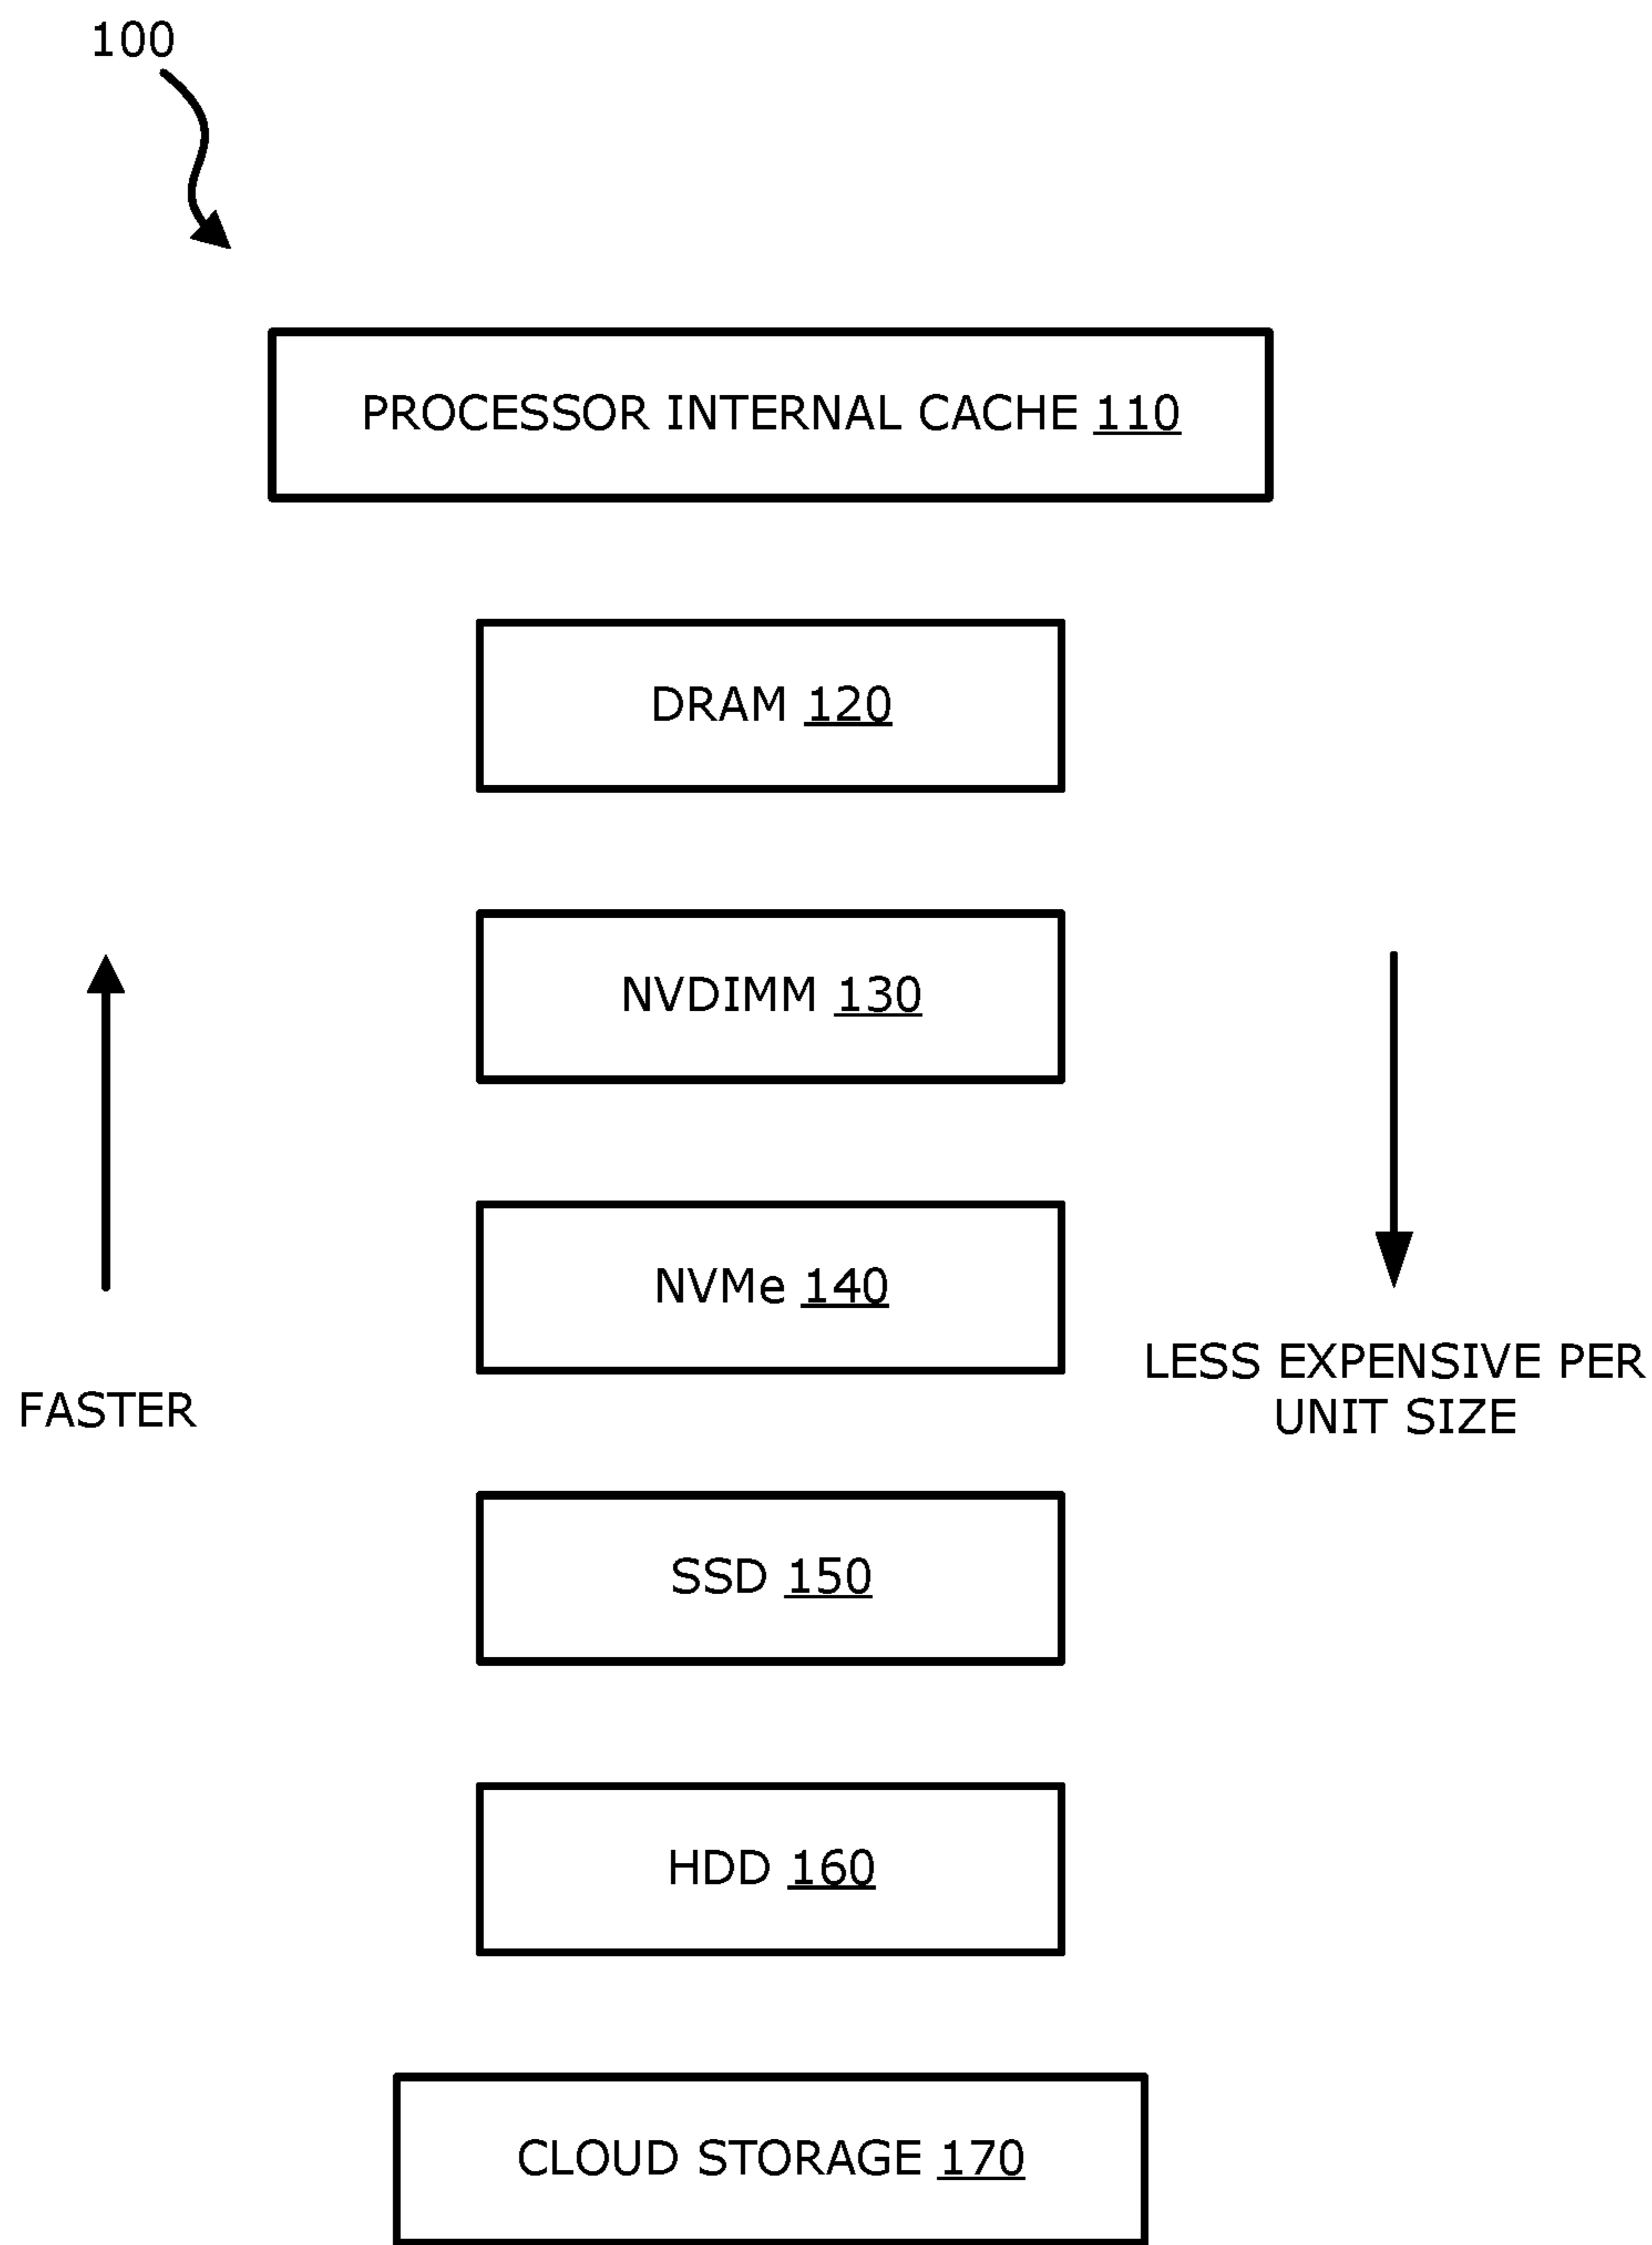 100
PROCESSOR INTERNAL CACHE 110
DRAM 120
NVDIMM 130
NVMe 140
LESS EXPENSIVE PER
UNIT SIZE
FASTER
SSD 150
HDD 160
CLOUD STORAGE 170